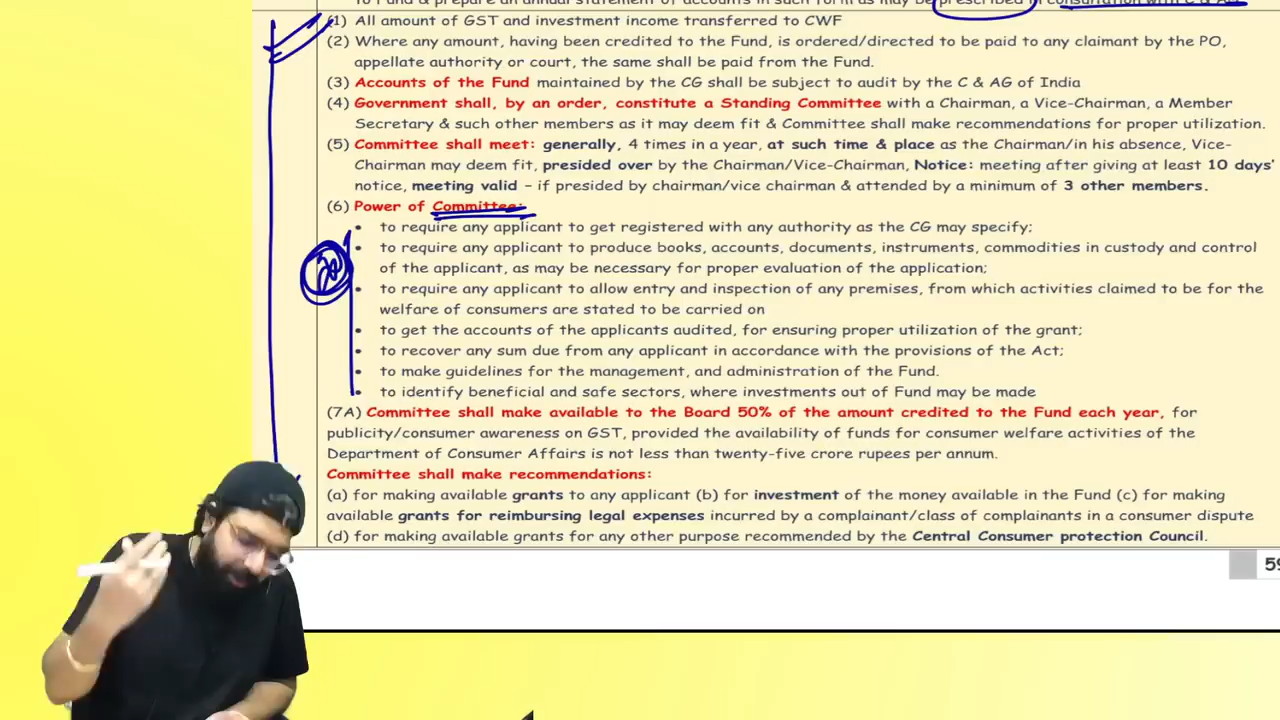 to Fund & prepare an annual statement of accounts in such form as may be prescribed in consultation with C & AG
(1) All amount of GST and investment income transferred to CWF
(2) Where any amount, having been credited to the Fund, is ordered/directed to be paid to any claimant by the PO,
appellate authority or court, the same shall be paid from the Fund.
(3) Accounts of the Fund maintained by the CG shall be subject to audit by the C & AG of India
(4) Government shall, by an order, constitute a Standing Committee with a Chairman, a Vice-Chairman, a Member
Secretary & such other members as it may deem fit & Committee shall make recommendations for proper utilization.
(5) Committee shall meet: generally, 4 times in a year, at such time & place as the Chairman/in his absence, Vice-
Chairman may deem fit, presided over by the Chairman/Vice-Chairman, Notice: meeting after giving at least 10 days'
notice, meeting valid – if presided by chairman/vice chairman & attended by a minimum of 3 other members.
(6) Power of Committee:
• to require any applicant to get registered with any authority as the CG may specify;
• to require any applicant to produce books, accounts, documents, instruments, commodities in custody and control
of the applicant, as may be necessary for proper evaluation of the application;
• to require any applicant to allow entry and inspection of any premises, from which activities claimed to be for the
welfare of consumers are stated to be carried on
• to get the accounts of the applicants audited, for ensuring proper utilization of the grant;
• to recover any sum due from any applicant in accordance with the provisions of the Act;
• to make guidelines for the management, and administration of the Fund.
• to identify beneficial and safe sectors, where investments out of Fund may be made
(7A) Committee shall make available to the Board 50% of the amount credited to the Fund each year, for
publicity/consumer awareness on GST, provided the availability of funds for consumer welfare activities of the
Department of Consumer Affairs is not less than twenty-five crore rupees per annum.
Committee shall make recommendations:
(a) for making available grants to any applicant (b) for investment of the money available in the Fund (c) for making
available grants for reimbursing legal expenses incurred by a complainant/class of complainants in a consumer dispute
(d) for making available grants for any other purpose recommended by the Central Consumer protection Council.
59